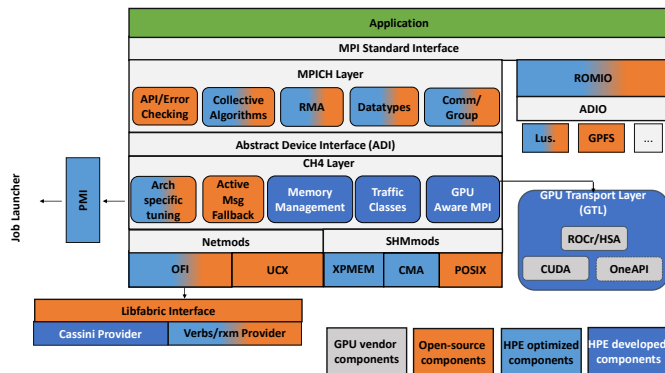 Application
MPI Standard Interface
MPICH Layer
API/Error
Checking
Collective
Algorithms
RMA
Datatypes
Comm/
Group
ROMIO
ADIO
Lus.
GPFS
...
Abstract Device Interface (ADI)
CH4 Layer
Job Launcher
PMI
Arch
specific
tuning
Active
Msg
Fallback
Memory
Management
Traffic
Classes
GPU
Aware MPI
GPU Transport Layer
(GTL)
ROCr/HSA
CUDA
OneAPI
Netmods
SHMmods
OFI
UCX
XPMEM
CMA
POSIX
Libfabric Interface
Cassini Provider
Verbs/rxm Provider
GPU vendor
components
Open-source
components
HPE optimized
components
HPE developed
components